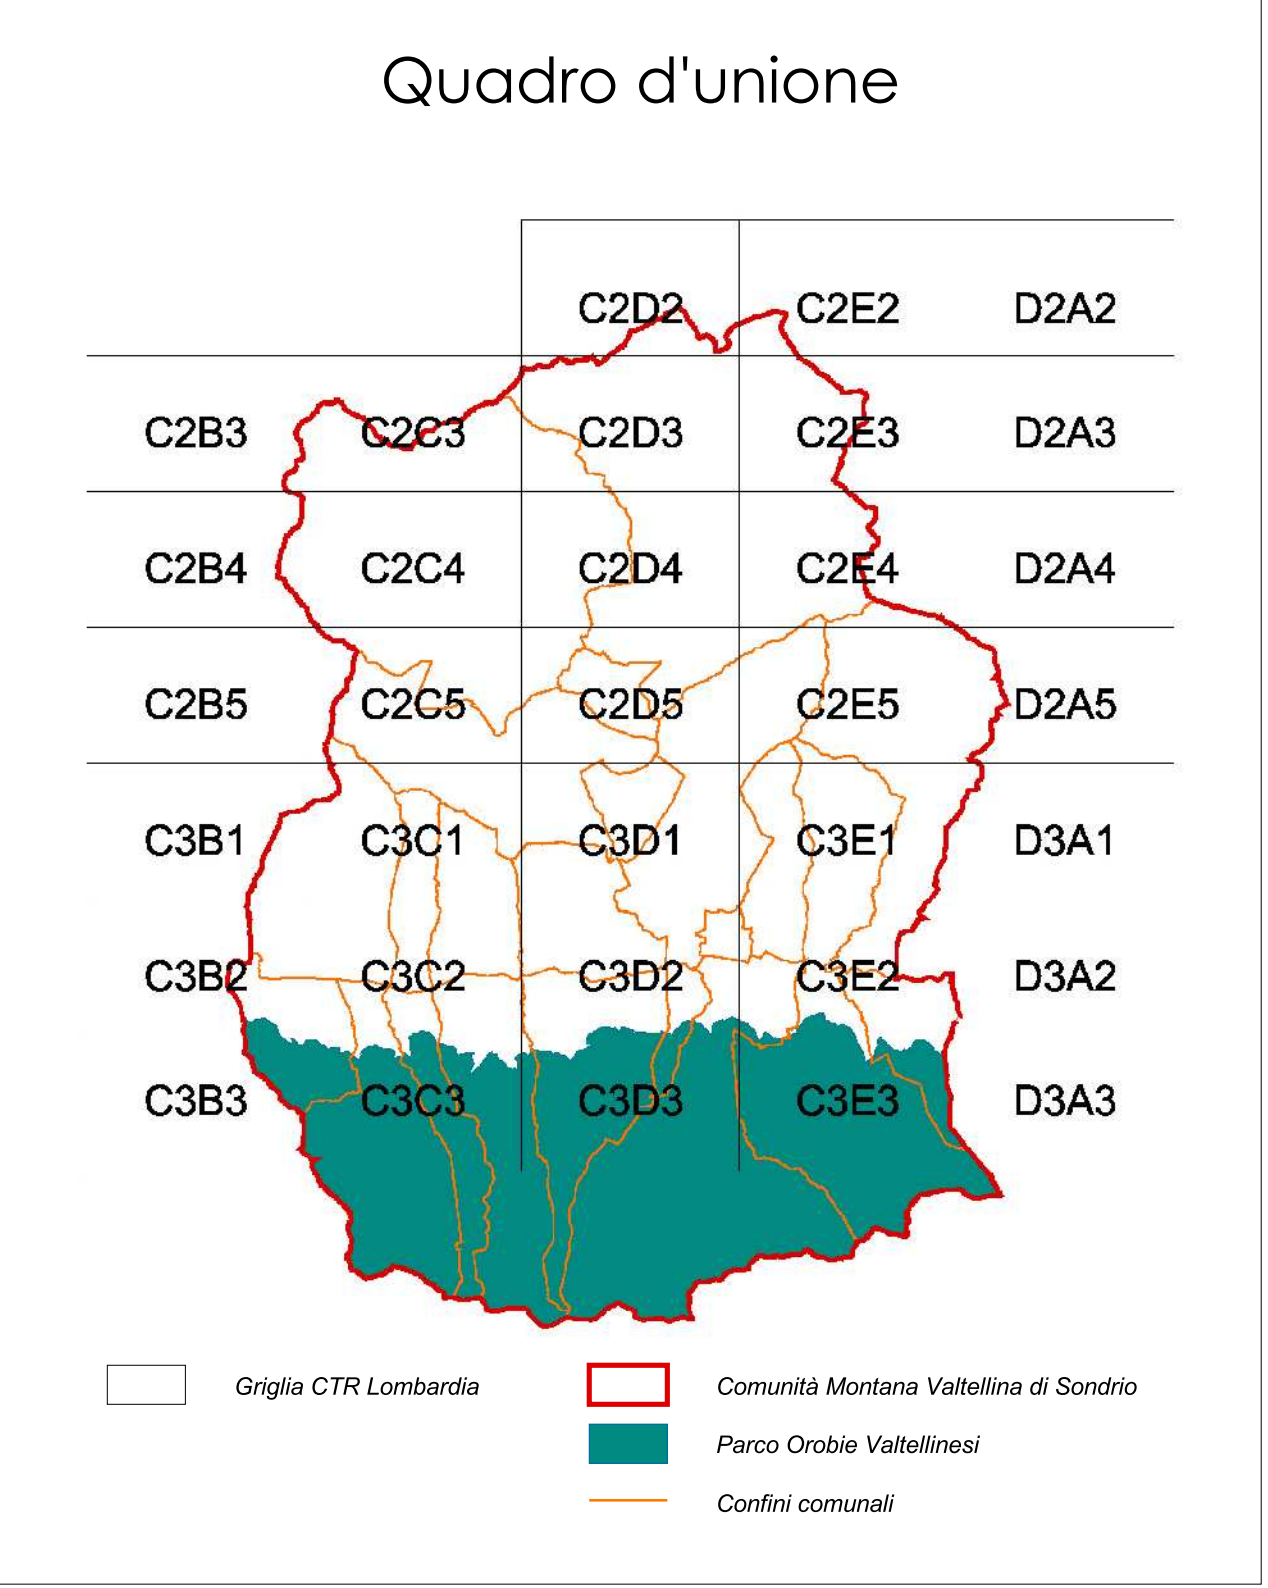 Quadro d'unione
C2D2 C2E2 D2A2
C2B3 C2C3 C2D3 C2E3 D2A3
C2B4 C2C4 C2D4 C2E4 D2A4
C2B5 C2C5 C2D5 C2E5 D2A5
C3B1 C3C1 C3D1 C3E1 D3A1
C3B2 C3C2 C3D2 C3E2 D3A2
C3B3 C3C3 C3D3 C3E3 D3A3
Griglia CTR Lombardia
Comunità Montana Valtellina di Sondrio
Parco Orobie Valtellinesi
Confini comunali